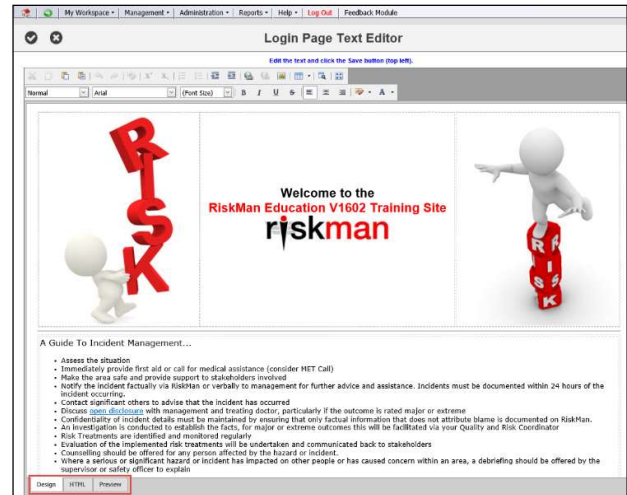 My Workspace Management Administration Reports Help Log Out Feedback Module
Login Page Text Editor
Edit the text and click the Save button (top left).
Normal Arial (Font Size) B I U S A
RISK
Welcome to the
RiskMan Education V1602 Training Site
riskman
R R
I I
S S
K
A Guide To Incident Management...
• Assess the situation
• Immediately provide first aid or call for medical assistance (consider MET Call)
• Make the area safe and provide support to stakeholders involved
• Notify the incident factually via RiskMan or verbally to management for further advice and assistance. Incidents must be documented within 24 hours of the
incident occurring.
• Contact significant others to advise that the incident has occurred
• Discuss open disclosure with management and treating doctor, particularly if the outcome is rated major or extreme
• Confidentiality of incident details must be maintained by ensuring that only factual information that does not attribute blame is documented on RiskMan.
• An investigation is conducted to establish the facts, for major or extreme outcomes this will be facilitated via your Quality and Risk Coordinator
• Risk Treatments are identified and monitored regularly
• Evaluation of the implemented risk treatments will be undertaken and communicated back to stakeholders
• Counselling should be offered for any person affected by the hazard or incident.
• Where a serious or significant hazard or incident has impacted on other people or has caused concern within an area, a debriefing should be offered by the
supervisor or safety officer to explain
Design HTML Preview